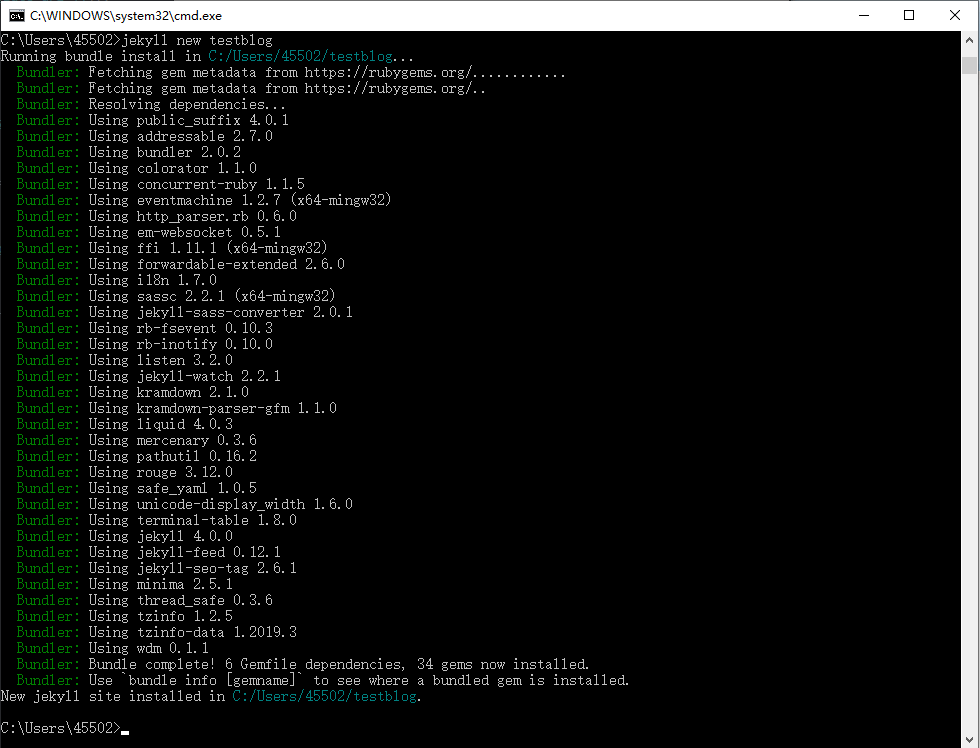 C:\WINDOWS\system32\cmd.exe
C:\Users\45502>jekyll new testblog
Running bundle install in C:/Users/45502/testblog...
Bundler: Fetching gem metadata from https://rubygems.org/............
Bundler: Fetching gem metadata from https://rubygems.org/..
Bundler: Resolving dependencies...
Bundler: Using public_suffix 4.0.1
Bundler: Using addressable 2.7.0
Bundler: Using bundler 2.0.2
Bundler: Using colorator 1.1.0
Bundler: Using concurrent-ruby 1.1.5
Bundler: Using eventmachine 1.2.7 (x64-mingw32)
Bundler: Using http_parser.rb 0.6.0
Bundler: Using em-websocket 0.5.1
Bundler: Using ffi 1.11.1 (x64-mingw32)
Bundler: Using forwardable-extended 2.6.0
Bundler: Using i18n 1.7.0
Bundler: Using sassc 2.2.1 (x64-mingw32)
Bundler: Using jekyll-sass-converter 2.0.1
Bundler: Using rb-fsevent 0.10.3
Bundler: Using rb-inotify 0.10.0
Bundler: Using listen 3.2.0
Bundler: Using jekyll-watch 2.2.1
Bundler: Using kramdown 2.1.0
Bundler: Using kramdown-parser-gfm 1.1.0
Bundler: Using liquid 4.0.3
Bundler: Using mercenary 0.3.6
Bundler: Using pathutil 0.16.2
Bundler: Using rouge 3.12.0
Bundler: Using safe_yaml 1.0.5
Bundler: Using unicode-display_width 1.6.0
Bundler: Using terminal-table 1.8.0
Bundler: Using jekyll 4.0.0
Bundler: Using jekyll-feed 0.12.1
Bundler: Using jekyll-seo-tag 2.6.1
Bundler: Using minima 2.5.1
Bundler: Using thread_safe 0.3.6
Bundler: Using tzinfo 1.2.5
Bundler: Using tzinfo-data 1.2019.3
Bundler: Using wdm 0.1.1
Bundler: Bundle complete! 6 Gemfile dependencies, 34 gems now installed.
Bundler: Use `bundle info [gemname]` to see where a bundled gem is installed.
New jekyll site installed in C:/Users/45502/testblog.
C:\Users\45502>